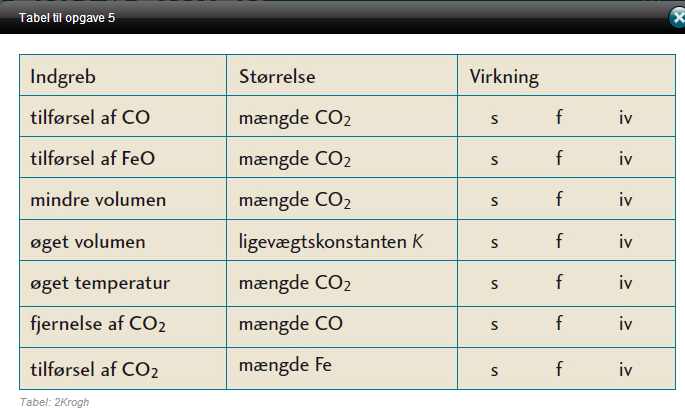 Tabel til opgave 5
Indgreb Størrelse Virkning
tilførsel af CO mængde CO₂ s f iv
tilførsel af FeO mængde CO₂ s f iv
mindre volumen mængde CO₂ s f iv
øget volumen ligevægtskonstanten K s f iv
øget temperatur mængde CO₂ s f iv
fjernelse af CO₂ mængde CO s f iv
tilførsel af CO₂ mængde Fe s f iv
Tabel: 2Krogh